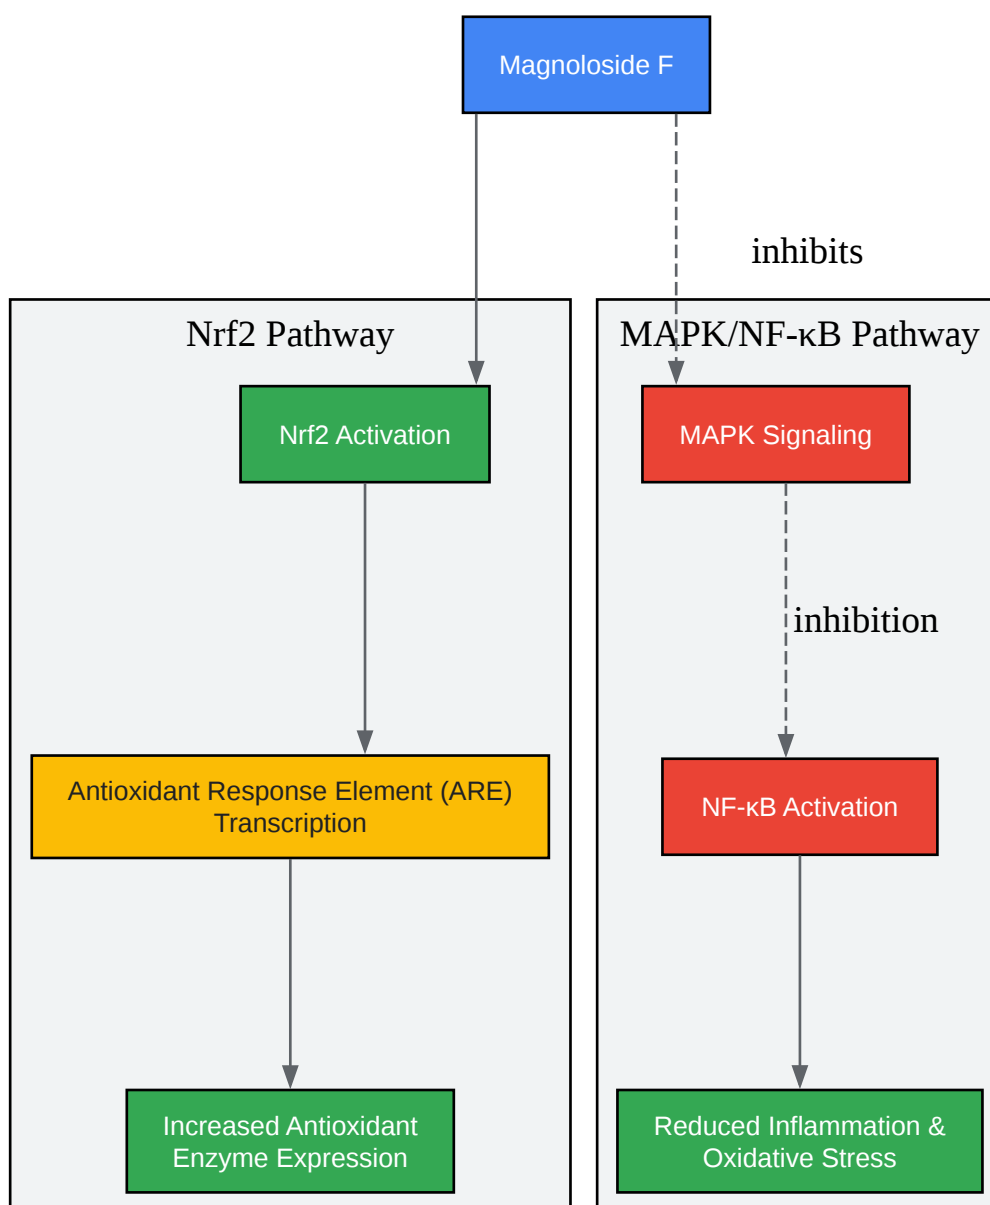 Magnoloside F
inhibits
Nrf2 Pathway
MAPK/NF-κB Pathway
Nrf2 Activation
MAPK Signaling
inhibition
Antioxidant Response Element (ARE)
Transcription
NF-κB Activation
Increased Antioxidant
Enzyme Expression
Reduced Inflammation &
Oxidative Stress